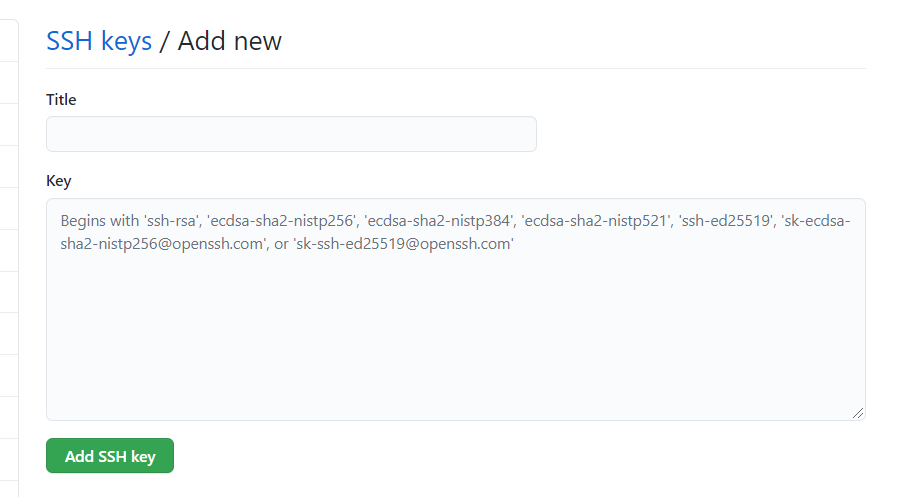 SSH keys / Add new
Title
Key
Begins with 'ssh-rsa', 'ecdsa-sha2-nistp256', 'ecdsa-sha2-nistp384', 'ecdsa-sha2-nistp521', 'ssh-ed25519', 'sk-ecdsa-
sha2-nistp256@openssh.com', or 'sk-ssh-ed25519@openssh.com'
Add SSH key